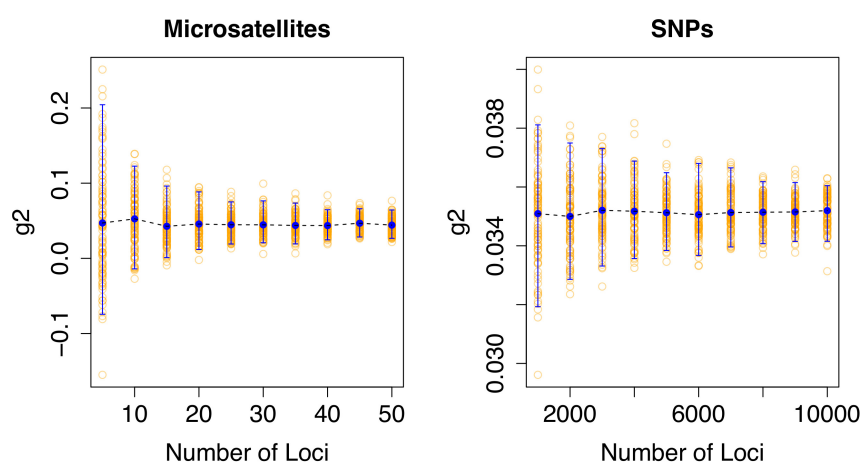 Microsatellites
g2
0.2
0.1
0.0
−0.1
10 20 30 40 50
Number of Loci
SNPs
g2
0.038
0.034
0.030
2000 6000 10000
Number of Loci